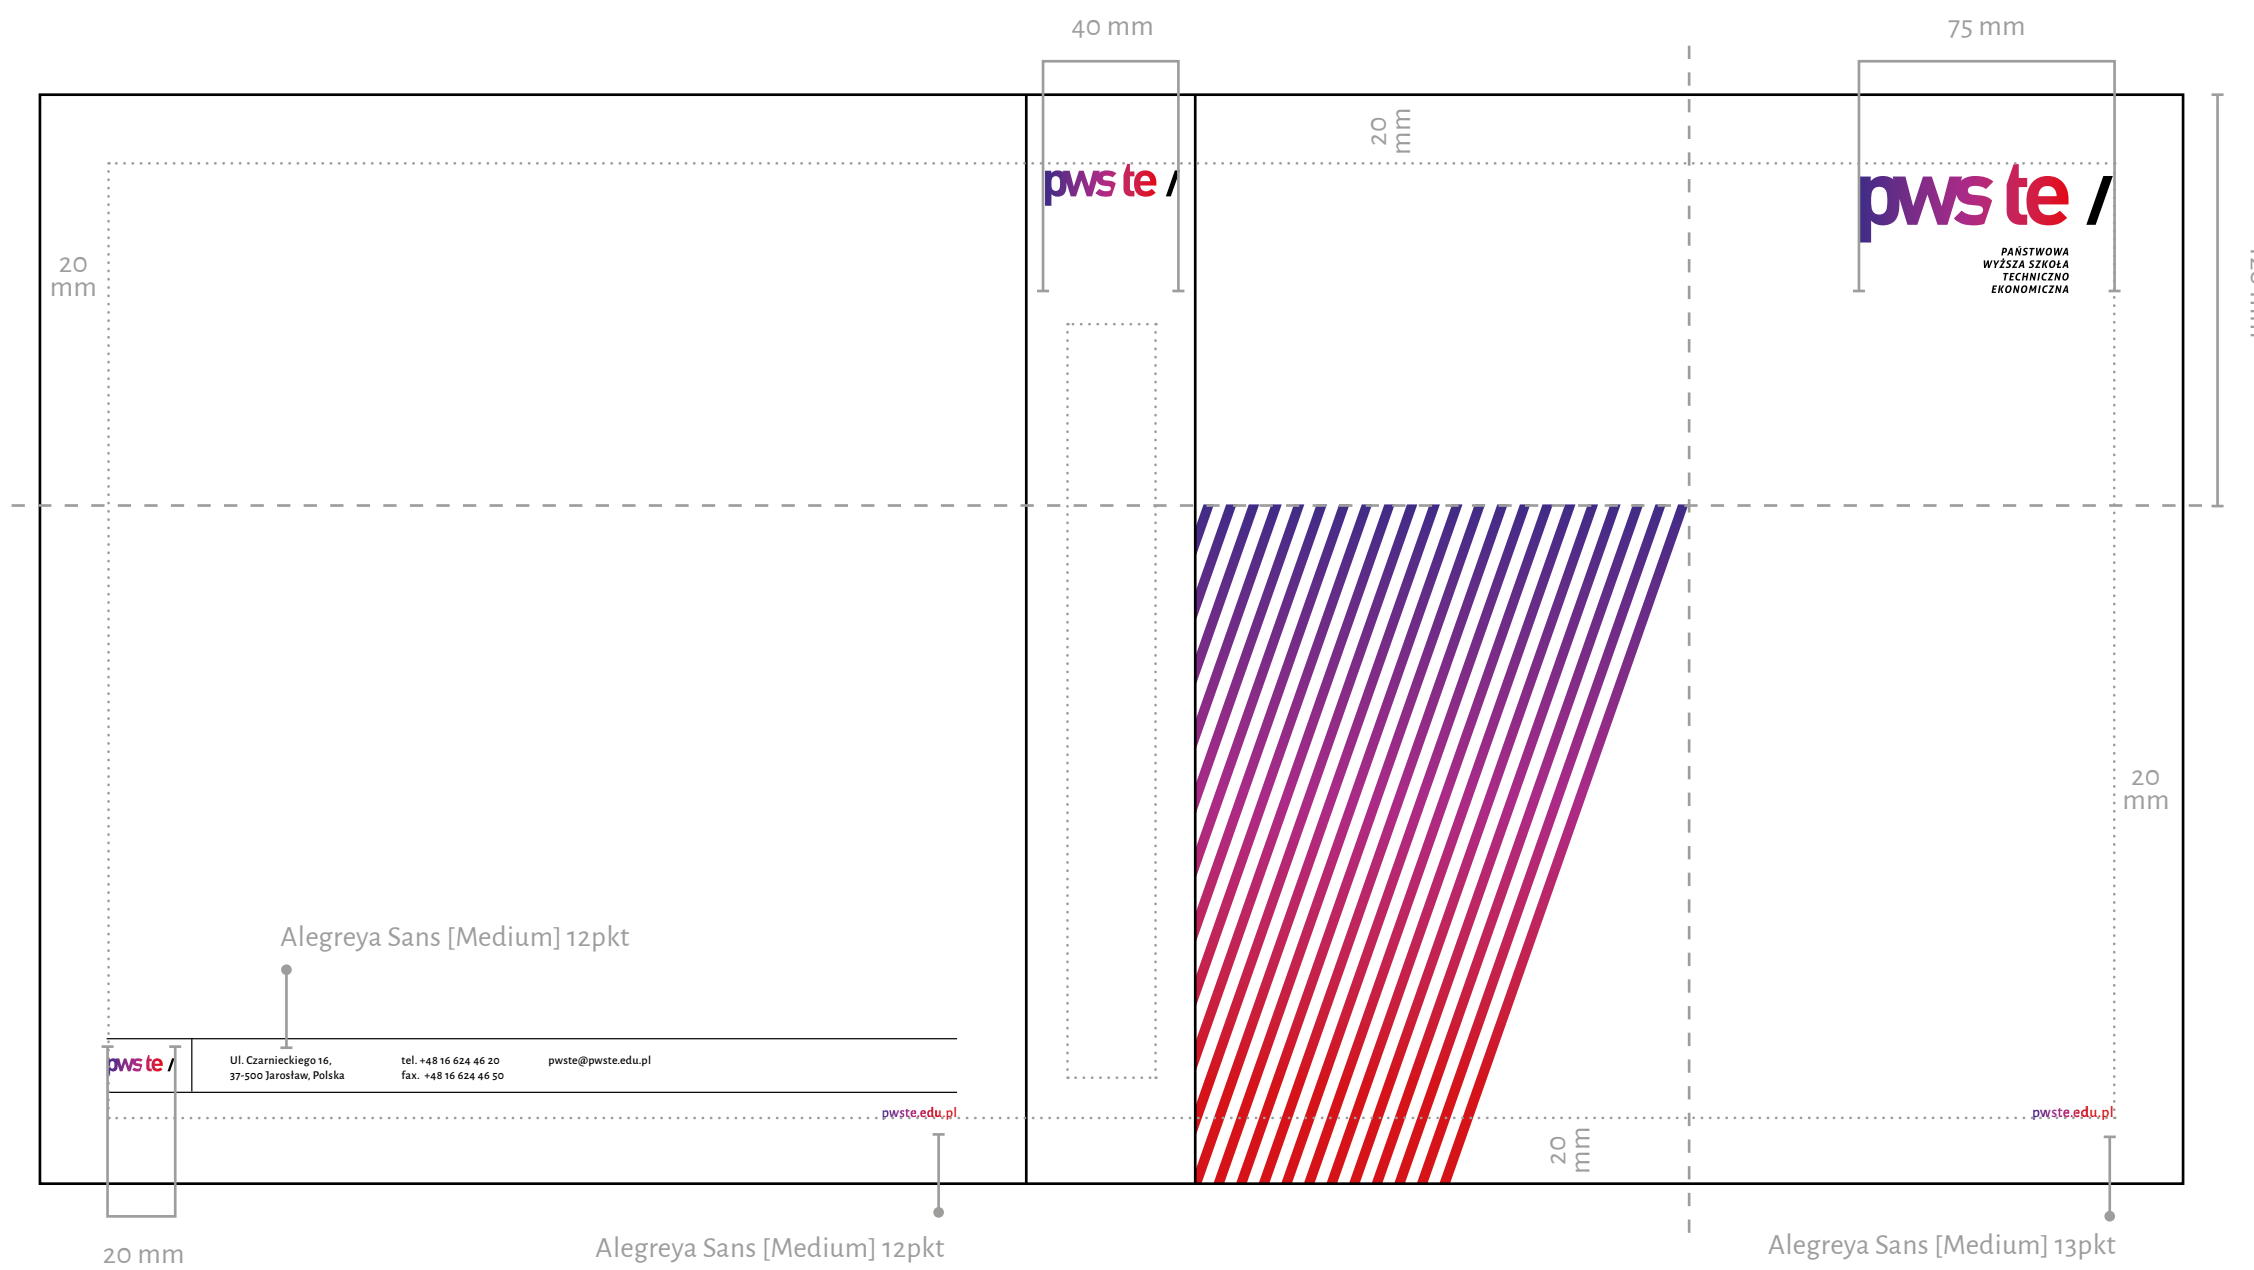 40 mm
75 mm
20
mm
pwste/
pwste/
PAŃSTWOWA
WYŻSZA SZKOŁA
TECHNICZNO
EKONOMICZNA
20
mm
20
mm
Alegreya Sans [Medium] 12pkt
pwste/
Ul. Czarnieckiego 16,
37-500 Jarosław, Polska
tel. +48 16 624 46 20
fax. +48 16 624 46 50
pwste@pwste.edu.pl
pwste.edu.pl
pwste.edu.pl
20
mm
20 mm
Alegreya Sans [Medium] 12pkt
Alegreya Sans [Medium] 13pkt